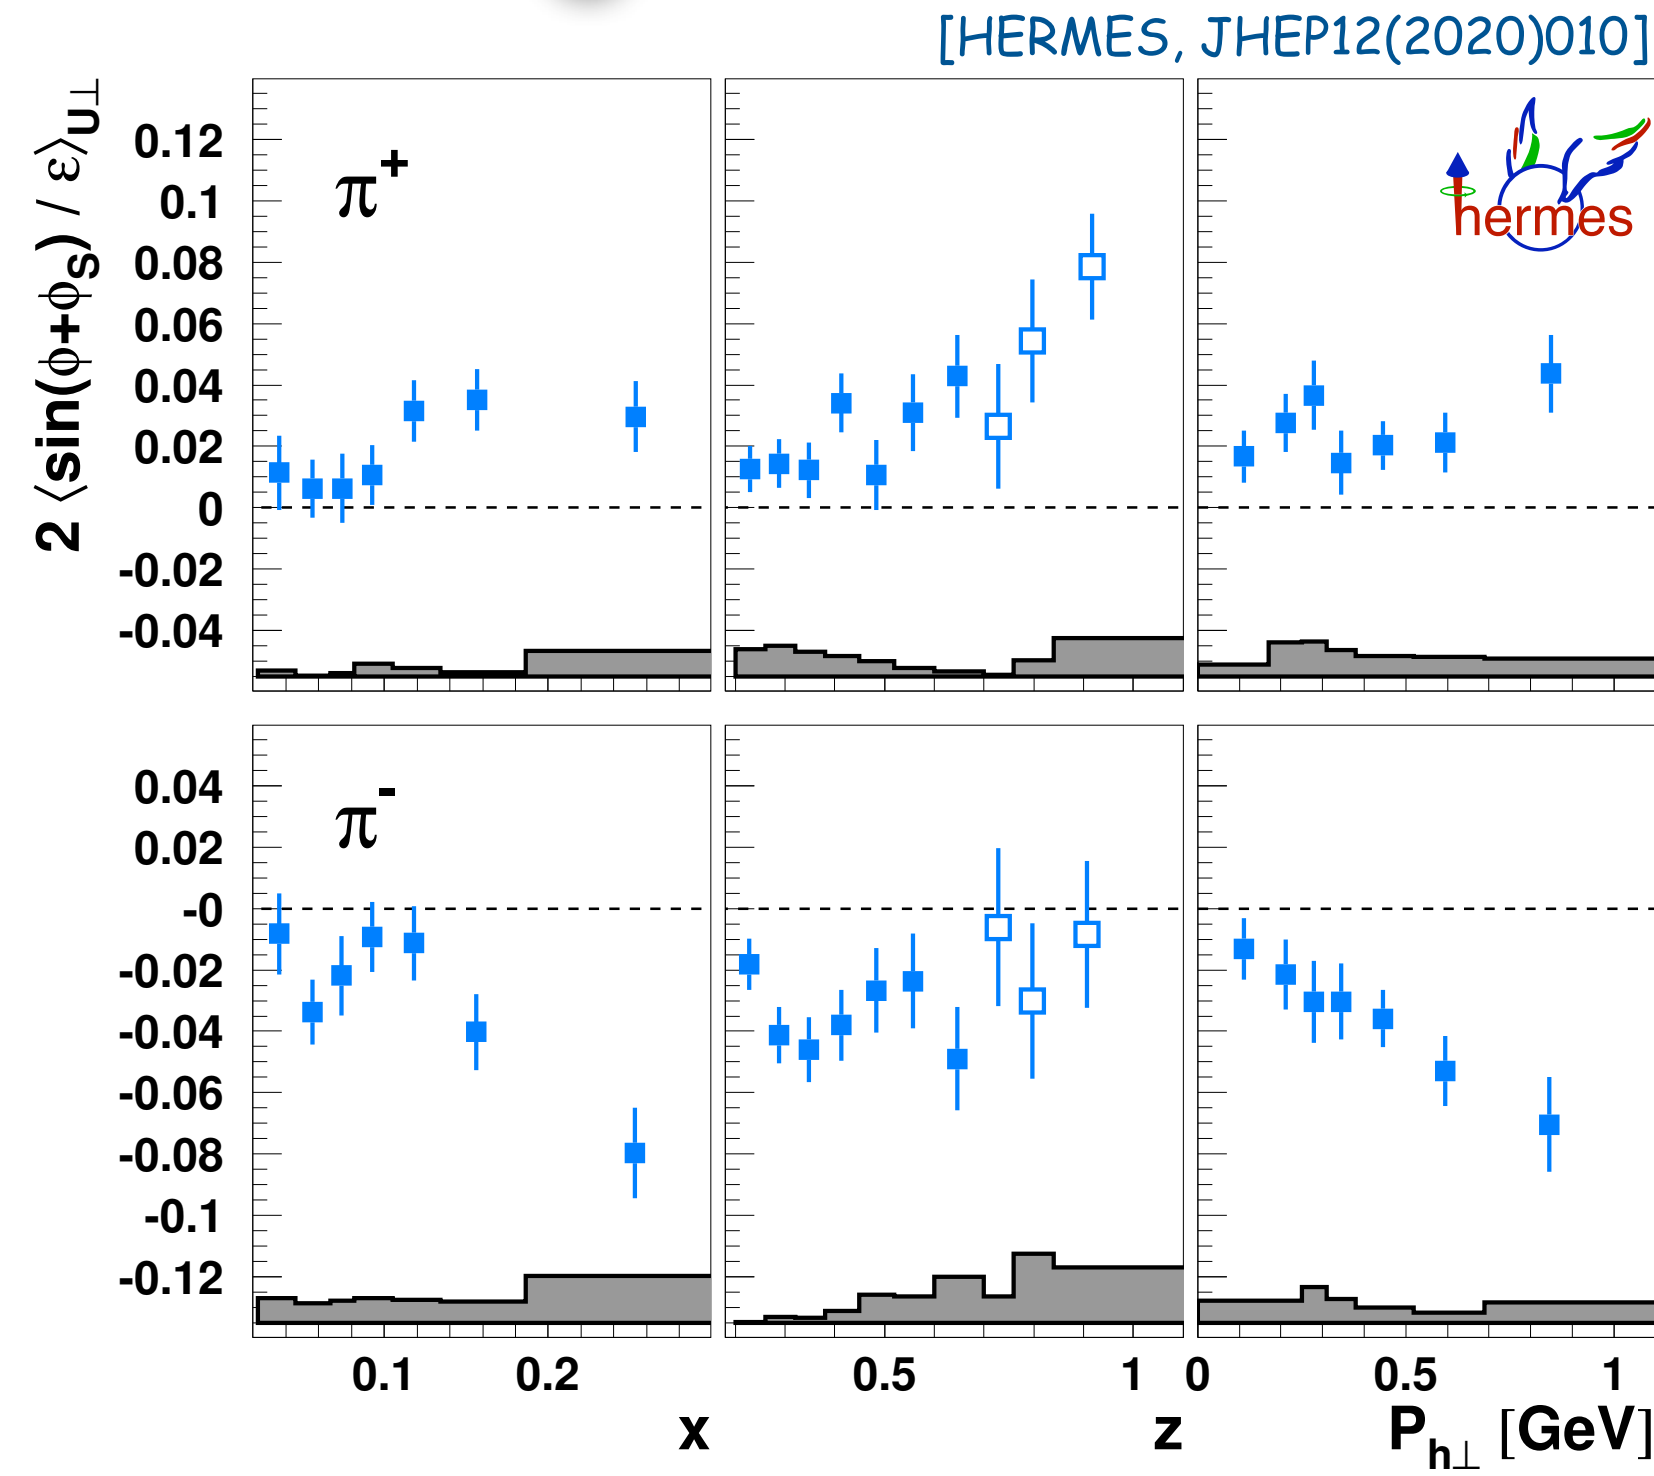 [HERMES, JHEP12(2020)010]
2 ⟨sin(ϕ+ϕS) / ε⟩U⊥
0.12
0.1
0.08
0.06
0.04
0.02
0
-0.02
-0.04
π+
hermes
0.04
0.02
-0
-0.02
-0.04
-0.06
-0.08
-0.1
-0.12
π-
0.1 0.2 0.5 1 0 0.5 1
x z Ph⊥ [GeV]